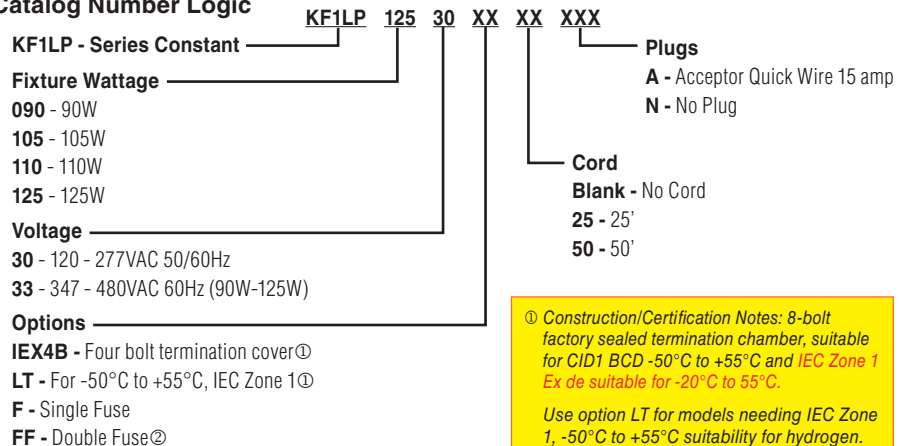 Catalog Number Logic
KF1LP 125 30 XX XX XXX
KF1LP - Series Constant
Fixture Wattage
090 - 90W
105 - 105W
110 - 110W
125 - 125W
Voltage
30 - 120 - 277VAC 50/60Hz
33 - 347 - 480VAC 60Hz (90W-125W)
Options
IEX4B - Four bolt termination cover①
LT - For -50°C to +55°C, IEC Zone 1①
F - Single Fuse
FF - Double Fuse②
Plugs
A - Acceptor Quick Wire 15 amp
N - No Plug
Cord
Blank - No Cord
25 - 25’
50 - 50’
① Construction/Certification Notes: 8-bolt
factory sealed termination chamber, suitable
for CID1 BCD -50°C to +55°C and IEC Zone 1
Ex de suitable for -20°C to 55°C.
Use option LT for models needing IEC Zone
1, -50°C to +55°C suitability for hydrogen.